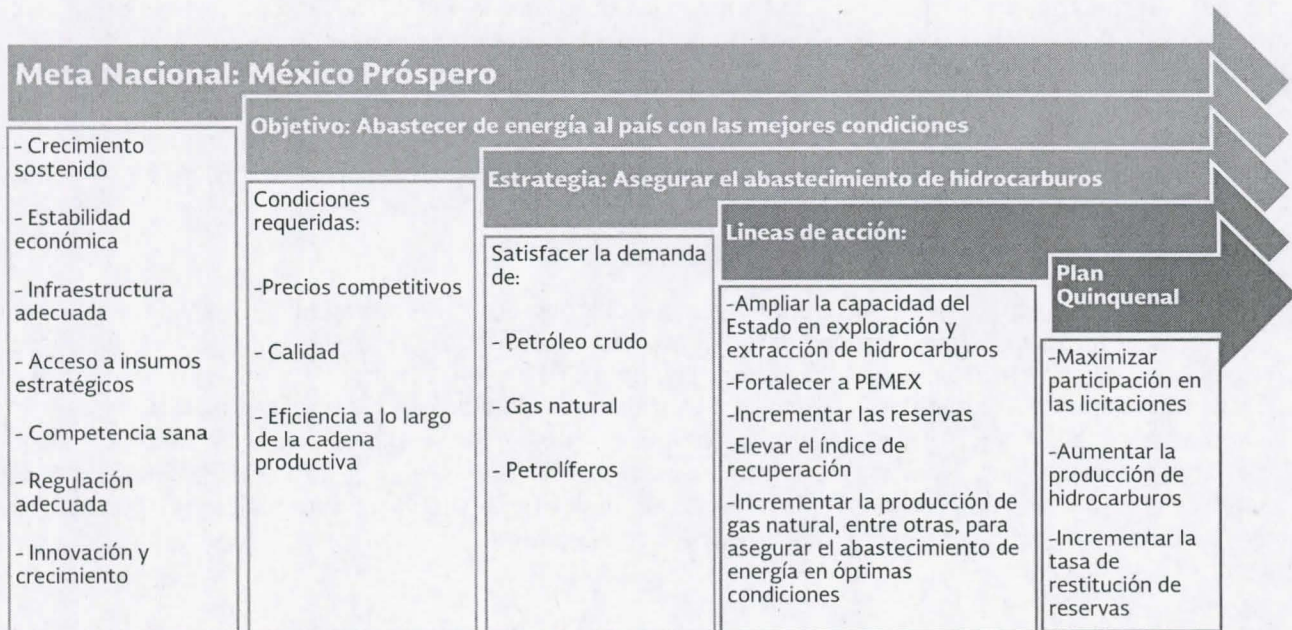 Meta Nacional: México Próspero
- Crecimiento
sostenido
- Estabilidad
económica
- Infraestructura
adecuada
- Acceso a insumos
estratégicos
- Competencia sana
- Regulación
adecuada
- Innovación y
crecimiento
Objetivo: Abastecer de energía al país con las mejores condiciones
Condiciones
requeridas:
-Precios competitivos
- Calidad
- Eficiencia a lo largo
de la cadena
productiva
Estrategia: Asegurar el abastecimiento de hidrocarburos
Satisfacer la demanda
de:
- Petróleo crudo
- Gas natural
- Petrolíferos
Lineas de acción:
-Ampliar la capacidad del
Estado en exploración y
extracción de hidrocarburos
-Fortalecer a PEMEX
-Incrementar las reservas
-Elevar el índice de
recuperación
-Incrementar la producción de
gas natural, entre otras, para
asegurar el abastecimiento de
energía en óptimas
condiciones
Plan
Quinquenal
-Maximizar
participación en
las licitaciones
-Aumentar la
producción de
hidrocarburos
-Incrementar la
tasa de
restitución de
reservas